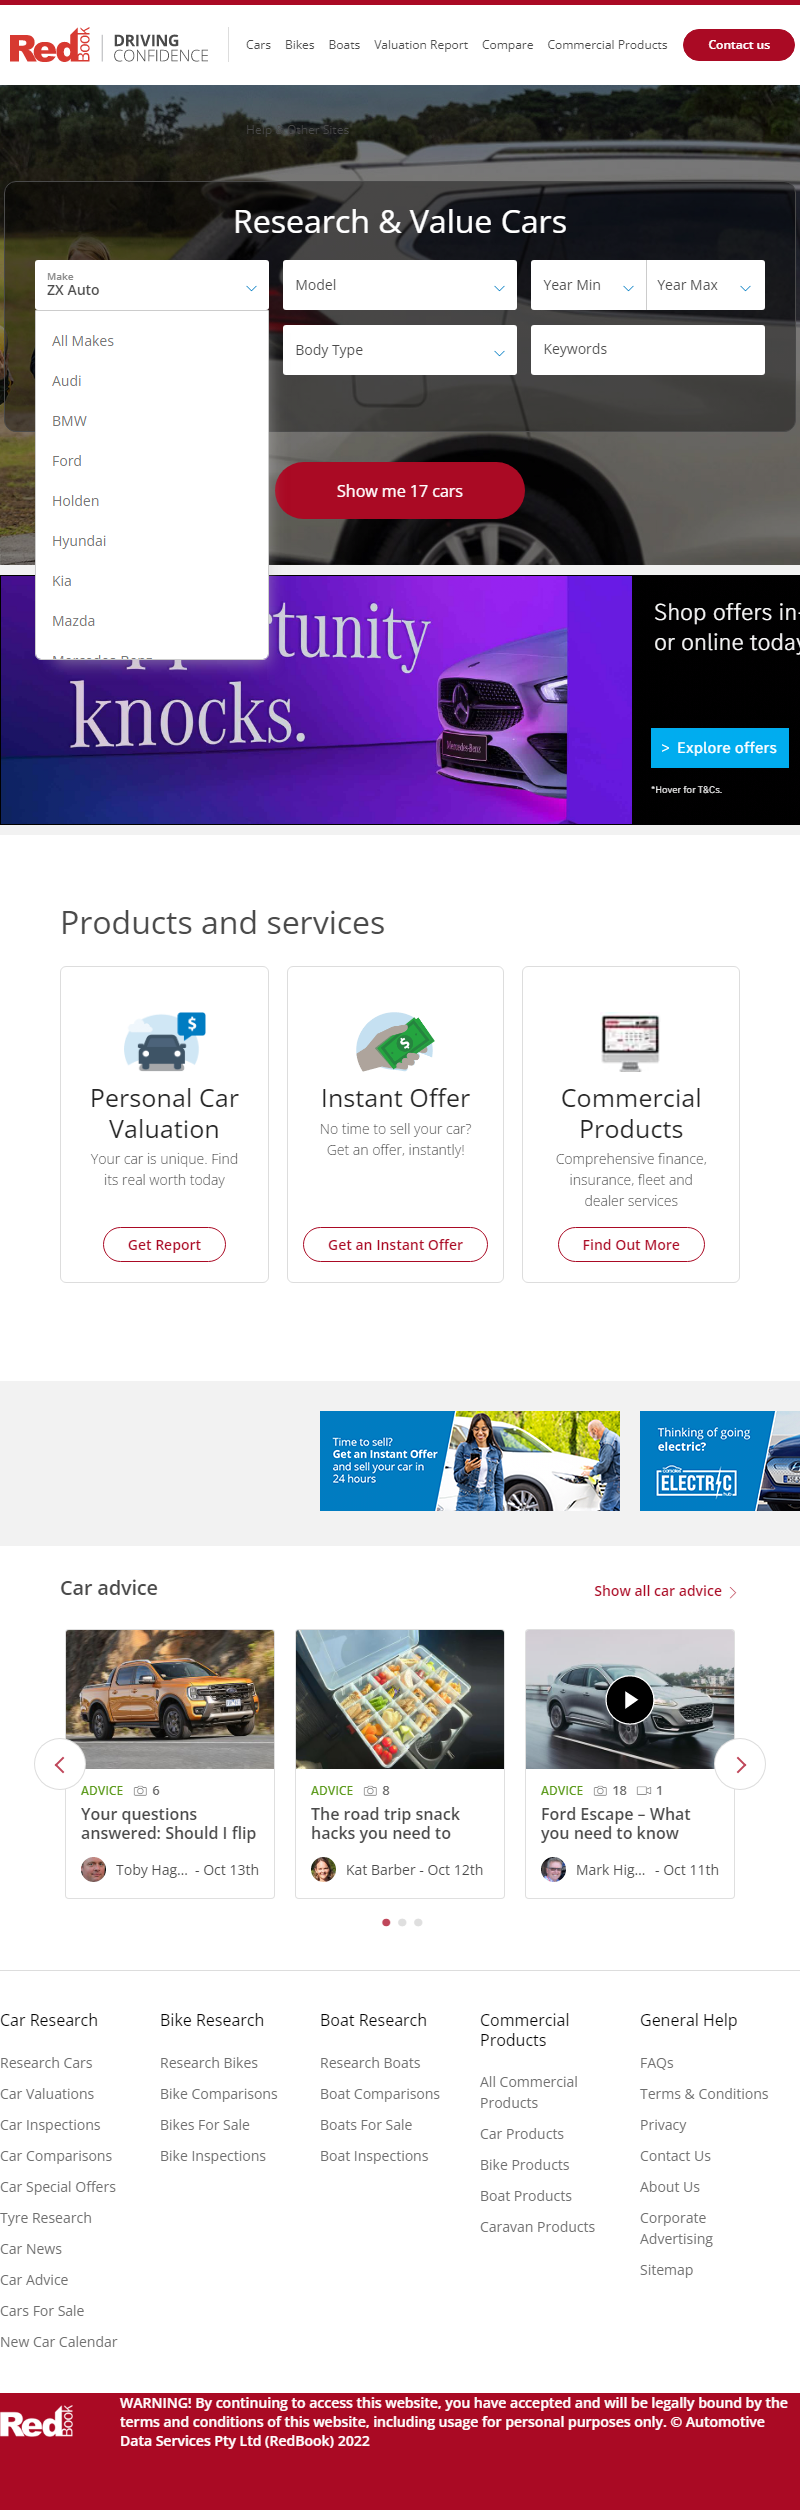 RedBook
DRIVING
CONFIDENCE
Cars
Bikes
Boats
Valuation Report
Compare
Commercial Products
Contact us
Help
Other Sites
Research & Value Cars
Make
ZX Auto
Model
Year Min
Year Max
All Makes
Audi
BMW
Ford
Holden
Hyundai
Kia
Mazda
Mercedes-Benz
Body Type
Keywords
Show me 17 cars
knocks.
Mercedes-Benz
Shop offers in-
or online today
> Explore offers
*Hover for T&Cs.
Products and services
Personal Car
Valuation
Your car is unique. Find
its real worth today
Get Report
Instant Offer
No time to sell your car?
Get an offer, instantly!
Get an Instant Offer
Commercial
Products
Comprehensive finance,
insurance, fleet and
dealer services
Find Out More
Time to sell?
Get an Instant Offer
and sell your car in
24 hours
Thinking of going
electric?
carsales
ELECTRIC
hub
Car advice
Show all car advice
ADVICE 6
Your questions
answered: Should I flip
Toby Hag... - Oct 13th
ADVICE 8
The road trip snack
hacks you need to
Kat Barber - Oct 12th
ADVICE 18 1
Ford Escape – What
you need to know
Mark Hig... - Oct 11th
Car Research
Research Cars
Car Valuations
Car Inspections
Car Comparisons
Car Special Offers
Tyre Research
Car News
Car Advice
Cars For Sale
New Car Calendar
Bike Research
Research Bikes
Bike Comparisons
Bikes For Sale
Bike Inspections
Boat Research
Research Boats
Boat Comparisons
Boats For Sale
Boat Inspections
Commercial
Products
All Commercial
Products
Car Products
Bike Products
Boat Products
Caravan Products
General Help
FAQs
Terms & Conditions
Privacy
Contact Us
About Us
Corporate
Advertising
Sitemap
RedBook
WARNING! By continuing to access this website, you have accepted and will be legally bound by the
terms and conditions of this website, including usage for personal purposes only. © Automotive
Data Services Pty Ltd (RedBook) 2022